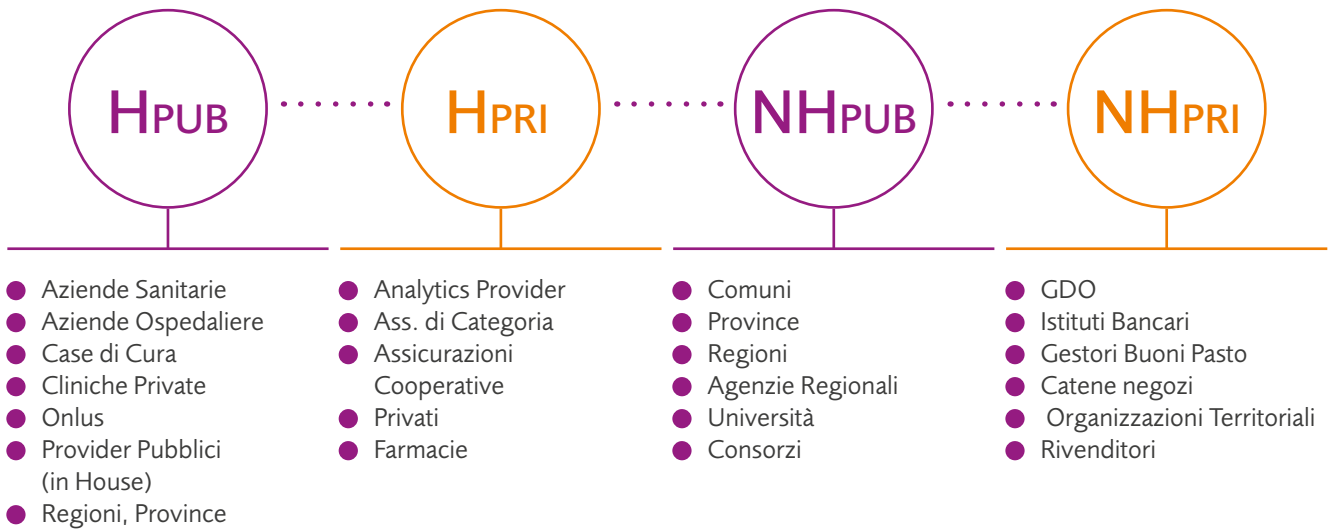 HPUB
HPRI
NHPUB
NHPRI
Aziende Sanitarie
Aziende Ospedaliere
Case di Cura
Cliniche Private
Onlus
Provider Pubblici
(in House)
Regioni, Province
Analytics Provider
Ass. di Categoria
Assicurazioni
Cooperative
Privati
Farmacie
Comuni
Province
Regioni
Agenzie Regionali
Università
Consorzi
GDO
Istituti Bancari
Gestori Buoni Pasto
Catene negozi
Organizzazioni Territoriali
Rivenditori